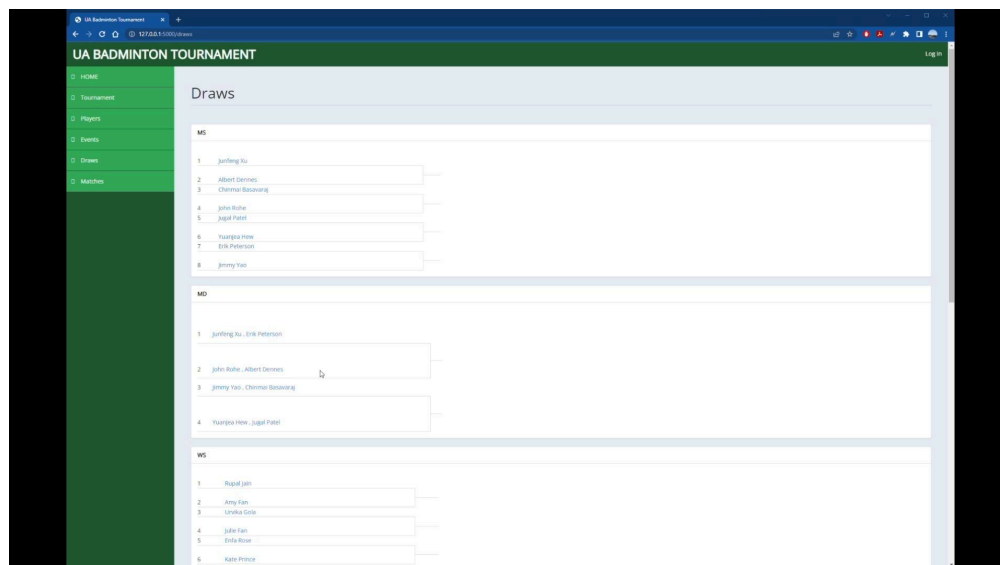 UA Badminton Tournament
127.0.0.1:5000/draws
UA BADMINTON TOURNAMENT
Log In
HOME
Tournament
Players
Events
Draws
Matches
Draws
MS
1 Junfeng Xu
2 Albert Dennes
3 Chinmai Basavaraj
4 John Rohe
5 Jugal Patel
6 Yuanjea Hew
7 Erik Peterson
8 Jimmy Yao
MD
1 Junfeng Xu , Erik Peterson
2 John Rohe , Albert Dennes
3 Jimmy Yao , Chinmai Basavaraj
4 Yuanjea Hew , Jugal Patel
WS
1 Rupal Jain
2 Amy Fan
3 Urvika Gola
4 Julie Fan
5 Enfa Rose
6 Kate Prince